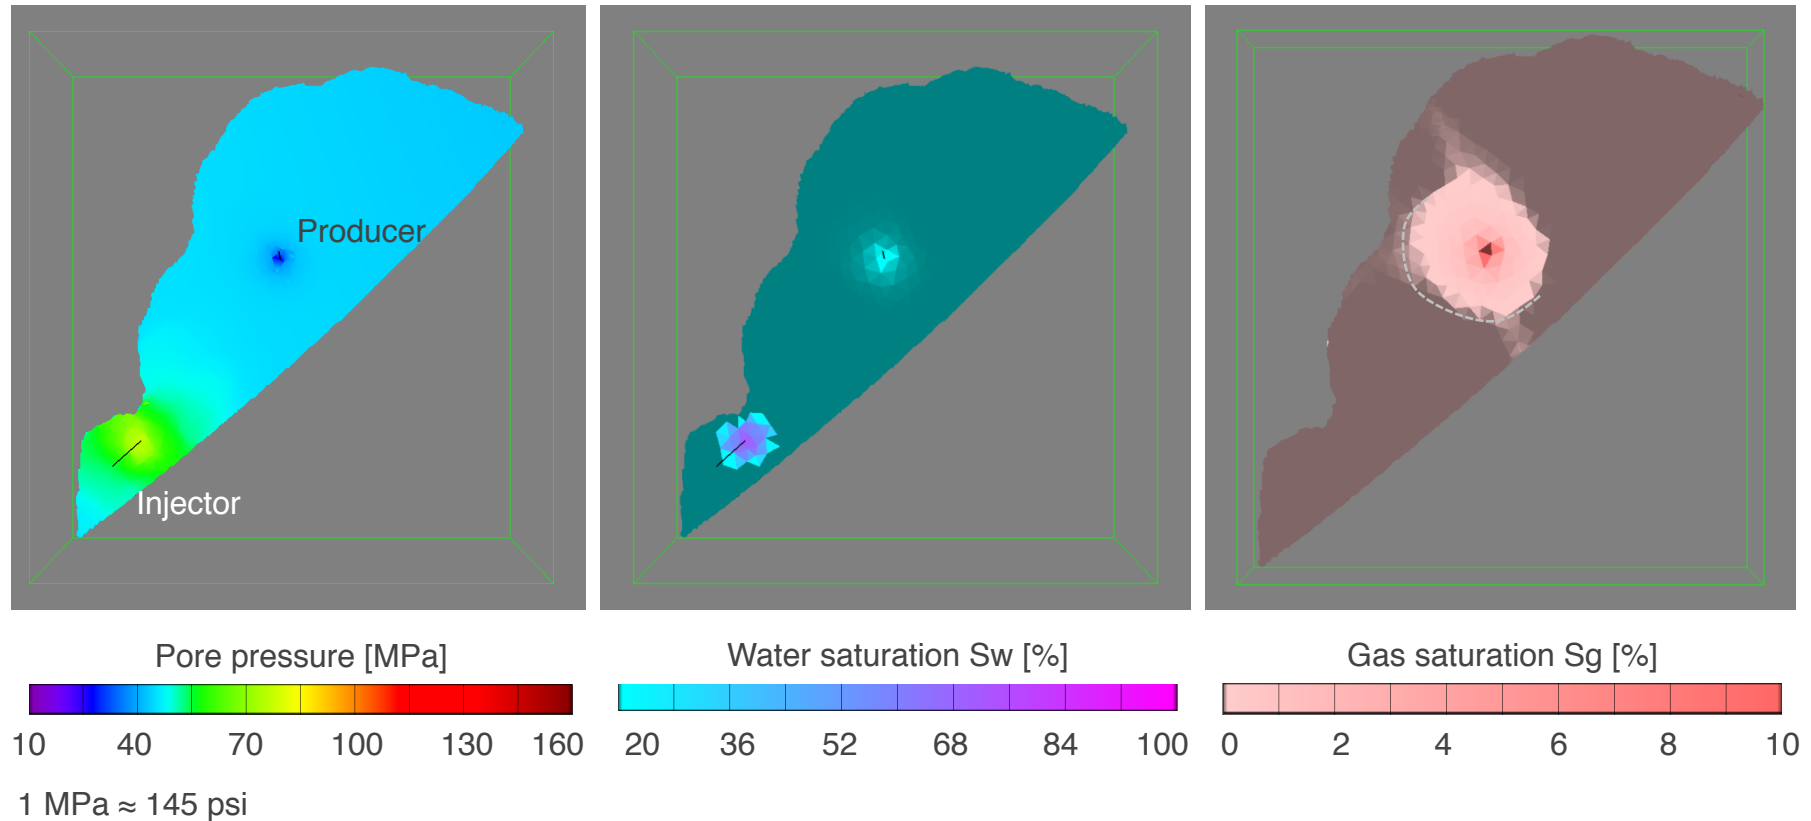 Producer
Injector
Pore pressure [MPa]
10 40 70 100 130 160
1 MPa ≈ 145 psi
Water saturation Sw [%]
20 36 52 68 84 100
Gas saturation Sg [%]
0 2 4 6 8 10